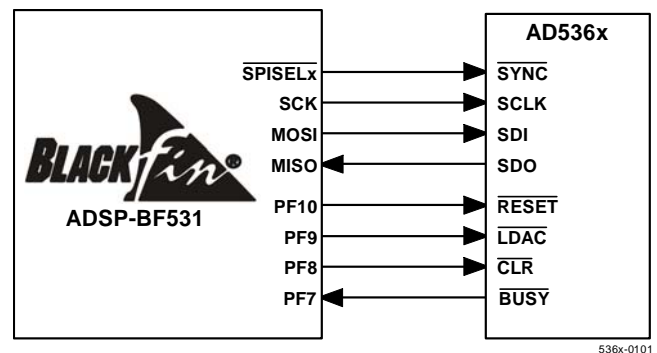 AD536x
SPISELx SYNC
SCK SCLK
MOSI SDI
MISO SDO
BLACKfin®
ADSP-BF531
PF10 RESET
PF9 LDAC
PF8 CLR
PF7 BUSY
536x-0101